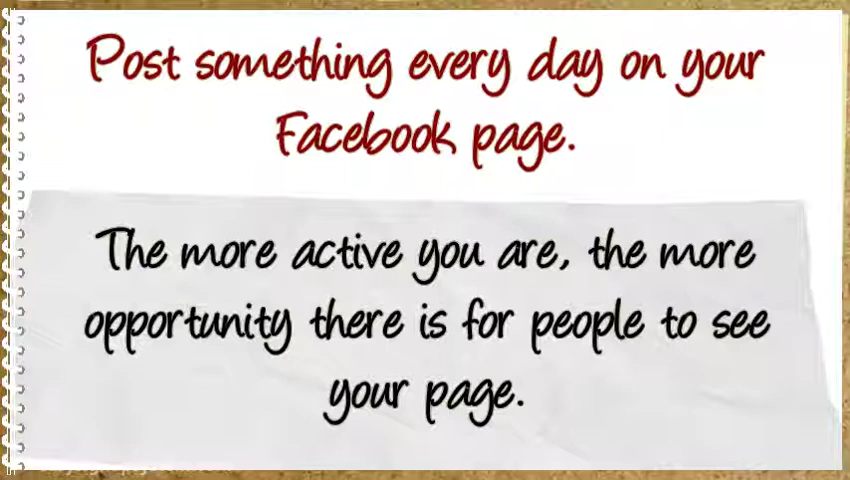 Post something every day on your
Facebook page.
The more active you are, the more
opportunity there is for people to see
your page.